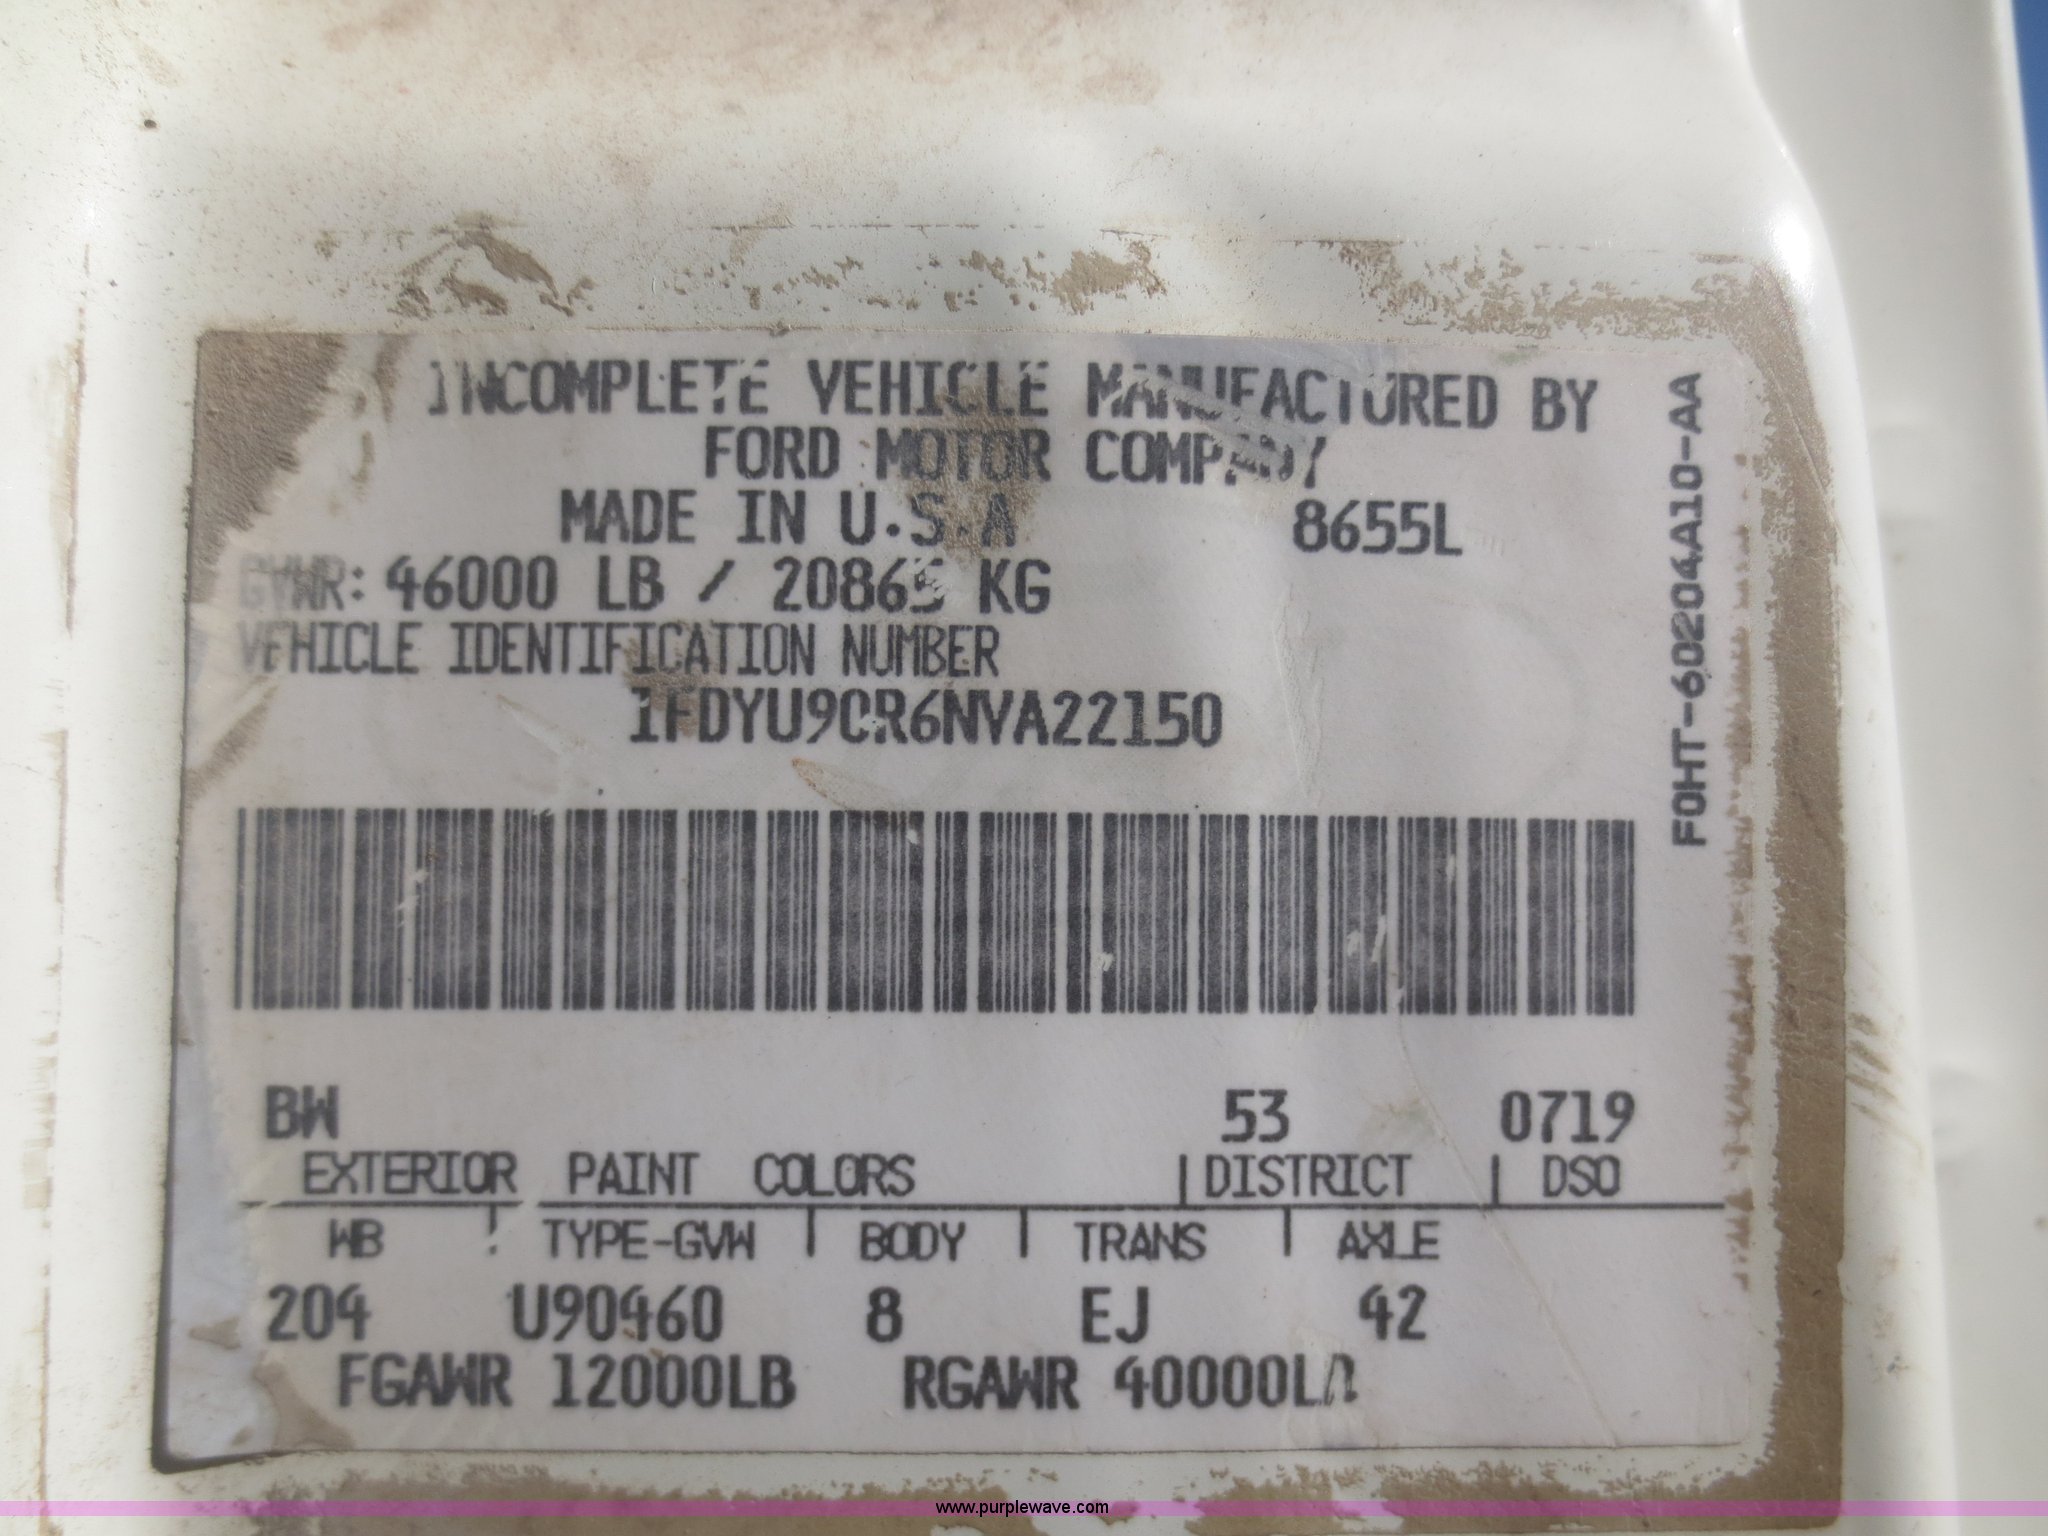 INCOMPLETE VEHICLE MANUFACTURED BY
FORD MOTOR COMPANY
MADE IN U.S.A
8655L
GVWR: 46000 LB / 20865 KG
VEHICLE IDENTIFICATION NUMBER
1FDYU90R6NVA22150
F0HT-60204A10-AA
BW 53 0719
EXTERIOR PAINT COLORS | DISTRICT | DSO
WB | TYPE-GVW | BODY | TRANS | AXLE
204 U90460 8 EJ 42
FGAWR 12000LB RGAWR 40000LB
www.purplewave.com